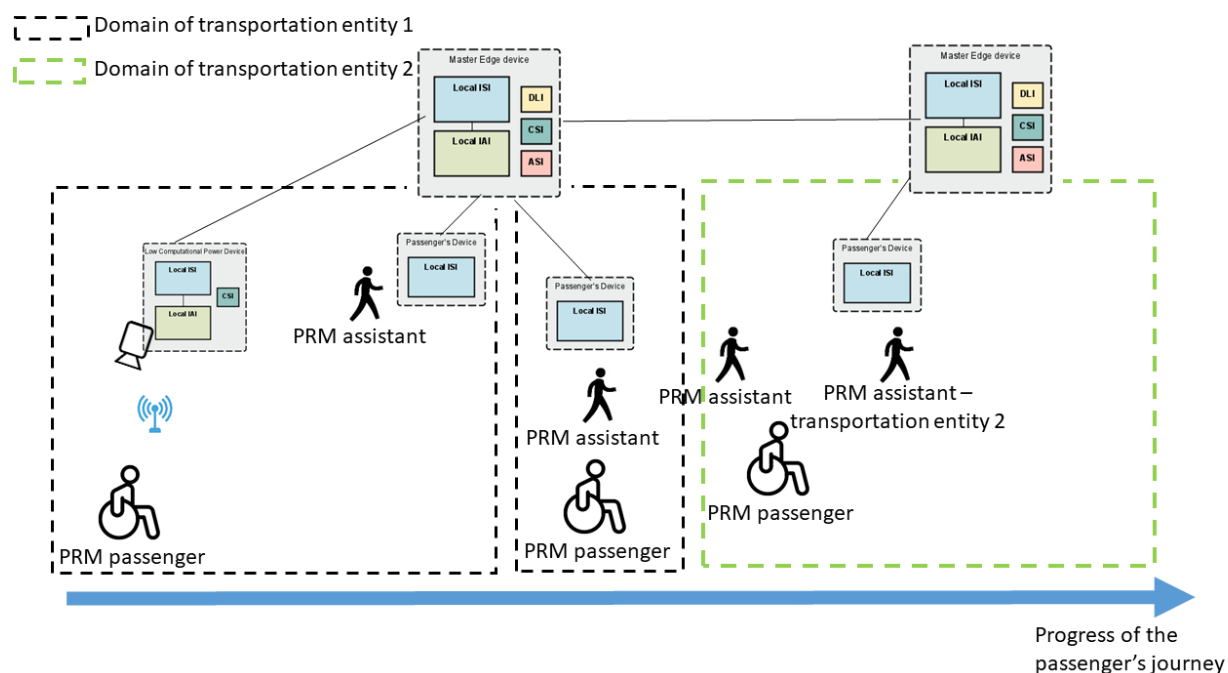 Domain of transportation entity 1
Domain of transportation entity 2
Master Edge device
Local ISI
DLI
CSI
Local IAI
ASI
Master Edge device
Local ISI
DLI
CSI
Local IAI
ASI
Low Computational Power Device
Local ISI
CSI
Local IAI
Passenger's Device
Local ISI
PRM assistant
PRM passenger
Passenger's Device
Local ISI
PRM assistant
PRM passenger
Passenger's Device
Local ISI
PRM assistant
PRM assistant –
transportation entity 2
PRM passenger
Progress of the
passenger’s journey